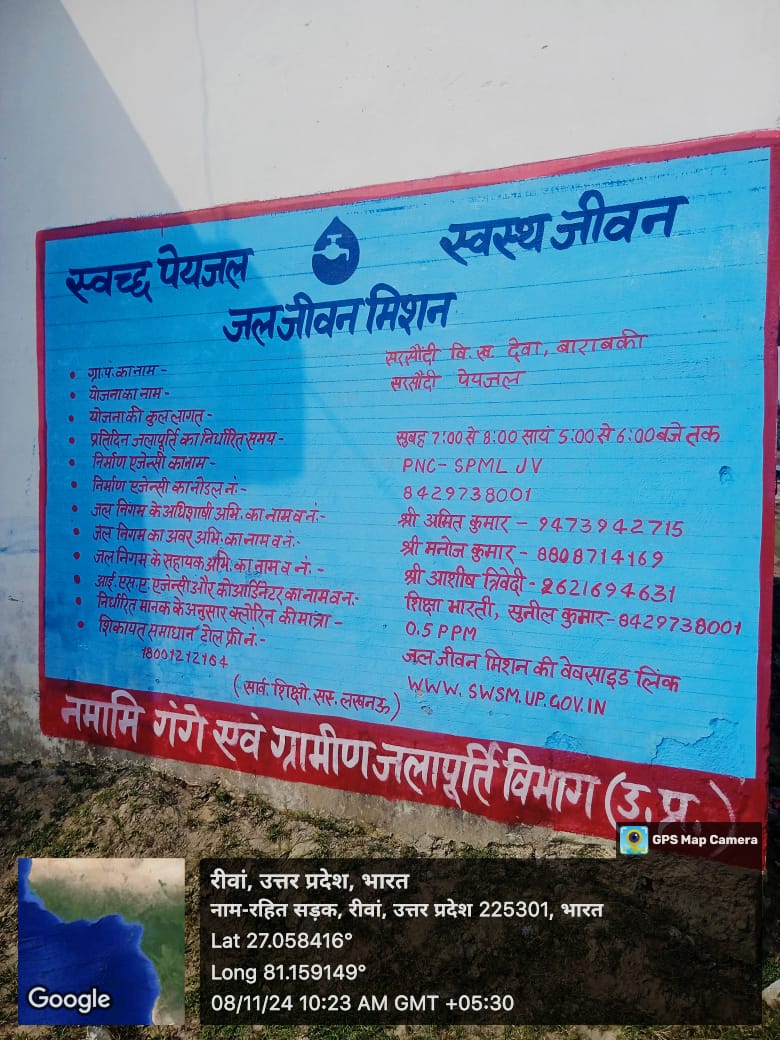 स्वच्छ पेयजल
स्वस्थ जीवन
जल जीवन मिशन
• ग्रा.पं. का नाम - सरसौंदी वि. ख. देवा, बाराबकी
• योजना का नाम - सरसौंदी पेयजल
• योजना की कुल लागत -
• प्रतिदिन जलापूर्ति का निर्धारित समय - सुबह 7:00 से 8:00 सायं 5:00 से 6:00 बजे तक
• निर्माण एजेन्सी का नाम - PNC- SPML JV
• निर्माण एजेन्सी का नोडल नं:- 8429738001
• जल निगम के अधिशाषी अभि. का नाम व नं:- श्री अमित कुमार - 9473942715
• जल निगम का अवर अभि. का नाम व नं:- श्री मनोज कुमार - 8808714169
• जल निगम के सहायक अभि. का नाम व नं:- श्री आशीष त्रिवेदी - 2621694631
• आई.एस.ए. एजेन्सी और कोआर्डिनेटर का नाम व नं:- शिक्षा भारती, सुनील कुमार - 8429738001
• निर्धारित मानक के अनुसार क्लोरिन की मात्रा - 0.5 PPM
• शिकायत समाधान टोल फ्री नं:-
18001212164
जल जीवन मिशन की वेवसाइड लिंक
WWW. SWSM.UP.GOV.IN
(सार्व. शिक्षो. सस. लखनऊ)
नमामि गंगे एवं ग्रामीण जलापूर्ति विभाग (उ.प्र.)
GPS Map Camera
रीवां, उत्तर प्रदेश, भारत
नाम-रहित सड़क, रीवां, उत्तर प्रदेश 225301, भारत
Lat 27.058416°
Long 81.159149°
08/11/24 10:23 AM GMT +05:30
Google